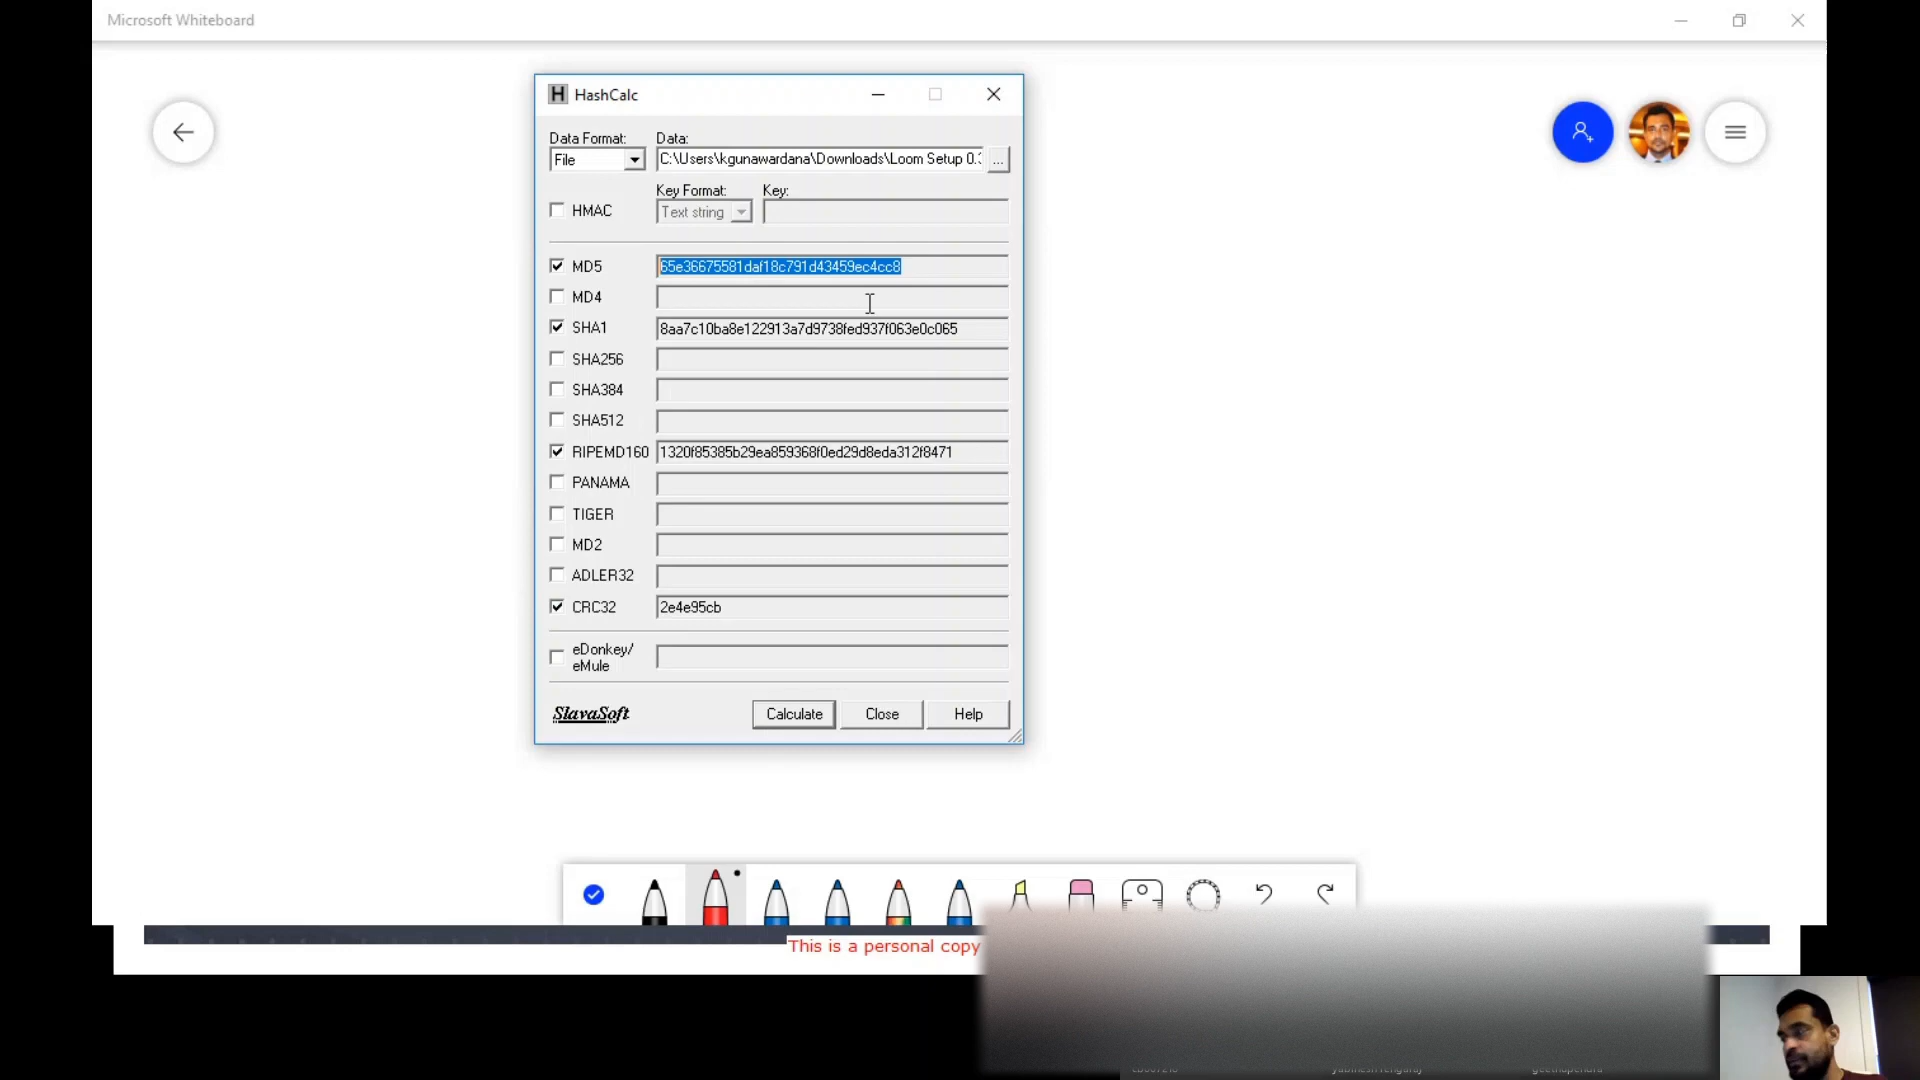 Microsoft Whiteboard
HashCalc
Data Format:
Data:
File
C:\Users\kgunawardana\Downloads\Loom Setup 0.3
...
Key Format:
Key:
HMAC
Text string
MD5
65e36675581daf18c791d43459ec4cc8
MD4
SHA1
8aa7c10ba8e122913a7d9738fed937f063e0c065
SHA256
SHA384
SHA512
RIPEMD160
1320f85385b29ea859368f0ed29d8eda312f8471
PANAMA
TIGER
MD2
ADLER32
CRC32
2e4e95cb
eDonkey/
eMule
SlavaSoft
Calculate
Close
Help
This is a personal copy